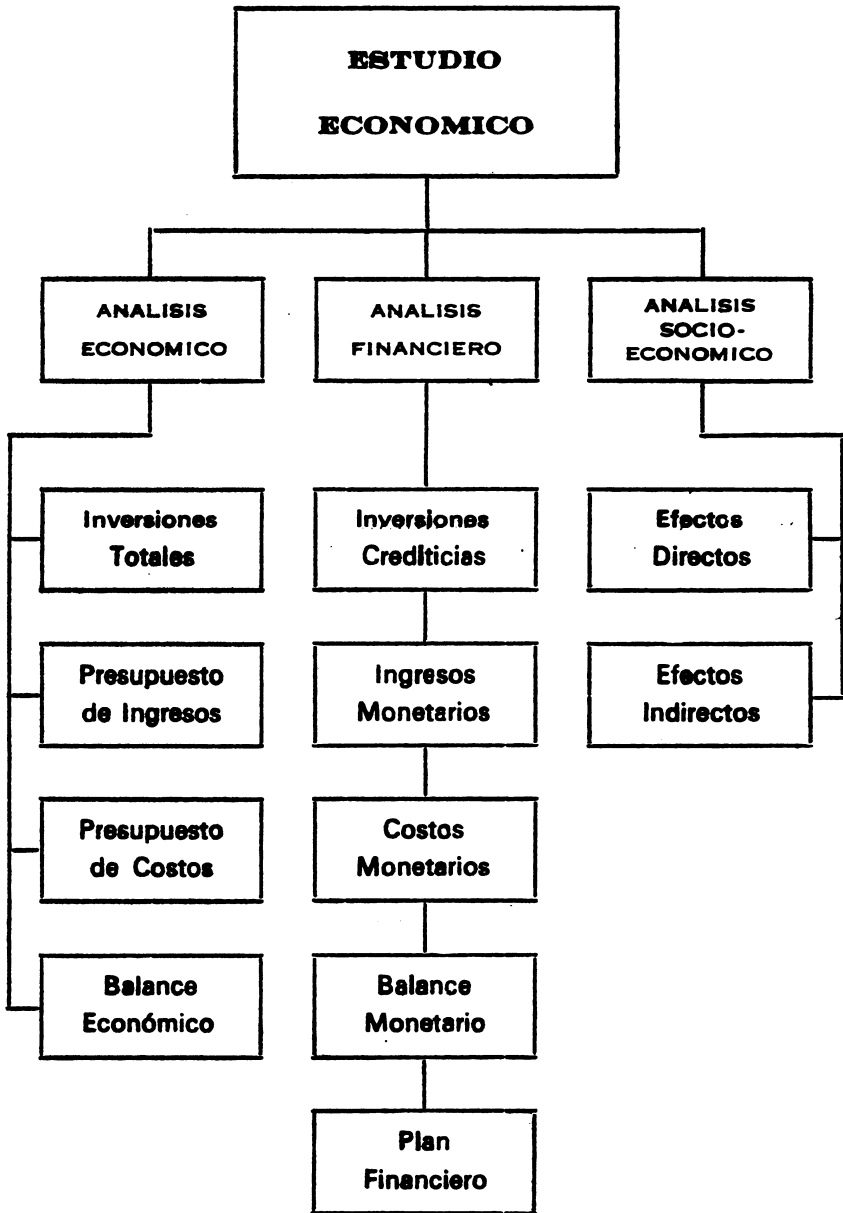 ESTUDIO
ECONOMICO
ANALISIS
ECONOMICO
ANALISIS
FINANCIERO
ANALISIS
SOCIO-
ECONOMICO
Inversiones
Totales
Inversiones
Crediticias
Efectos
Directos
Presupuesto
de Ingresos
Ingresos
Monetarios
Efectos
Indirectos
Presupuesto
de Costos
Costos
Monetarios
Balance
Económico
Balance
Monetario
Plan
Financiero